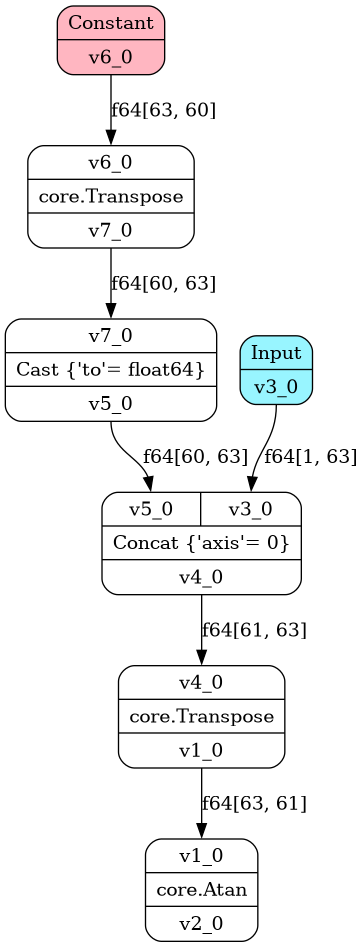 Constant
v6_0
f64[63, 60]
v6_0
core.Transpose
v7_0
f64[60, 63]
v7_0
Cast {'to'= float64}
v5_0
Input
v3_0
f64[60, 63]
f64[1, 63]
v5_0
v3_0
Concat {'axis'= 0}
v4_0
f64[61, 63]
v4_0
core.Transpose
v1_0
f64[63, 61]
v1_0
core.Atan
v2_0